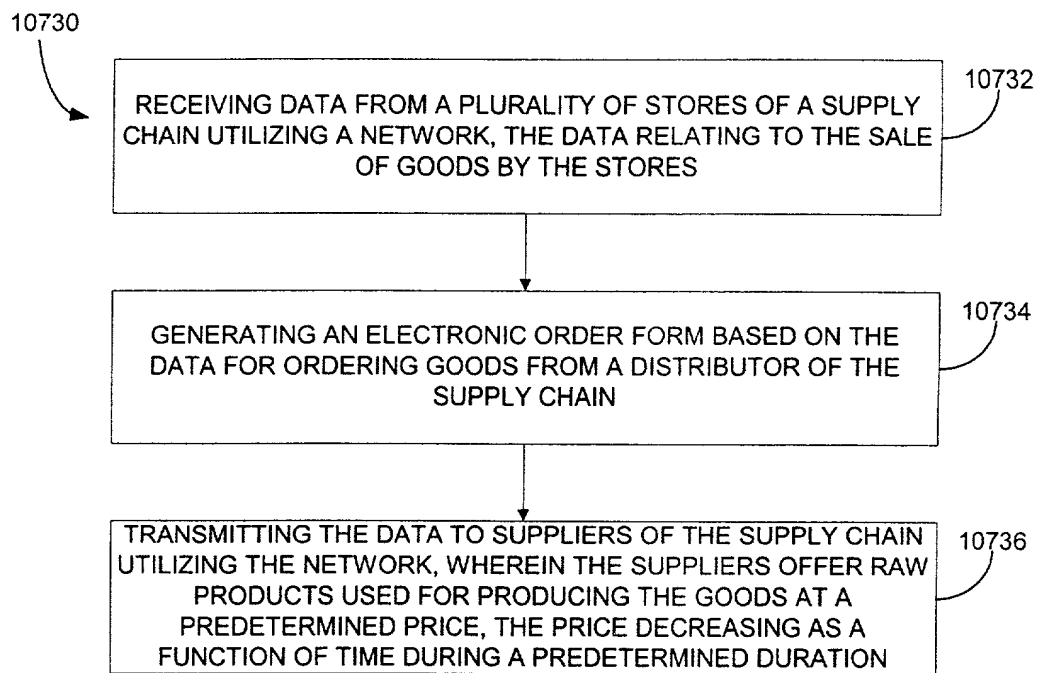 10730
10732
RECEIVING DATA FROM A PLURALITY OF STORES OF A SUPPLY
CHAIN UTILIZING A NETWORK, THE DATA RELATING TO THE SALE
OF GOODS BY THE STORES
10734
GENERATING AN ELECTRONIC ORDER FORM BASED ON THE
DATA FOR ORDERING GOODS FROM A DISTRIBUTOR OF THE
SUPPLY CHAIN
10736
TRANSMITTING THE DATA TO SUPPLIERS OF THE SUPPLY CHAIN
UTILIZING THE NETWORK, WHEREIN THE SUPPLIERS OFFER RAW
PRODUCTS USED FOR PRODUCING THE GOODS AT A
PREDETERMINED PRICE, THE PRICE DECREASING AS A
FUNCTION OF TIME DURING A PREDETERMINED DURATION